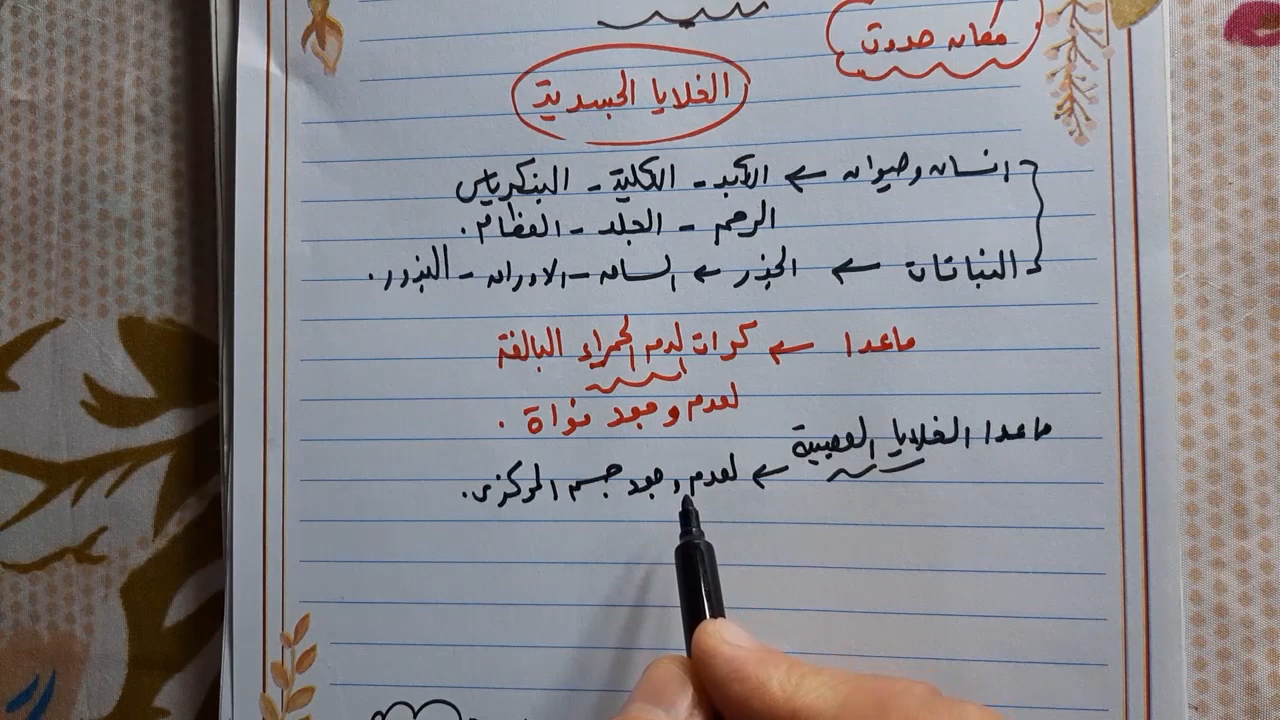 مكان حدوث
الخلايا الجسدية
انسان وحيوان ← الكبد - الكلية - البنكرياس
الرحم - الجلد - العظام.
النباتات ← الجذر ← الساق - الاوراق - البذور.
ماعدا ← كرات لدم الحمراء البالغة
لعدم وجود نواة.
ماعدا الخلايا العصبية
← لعدم وجود جسم المركزي.